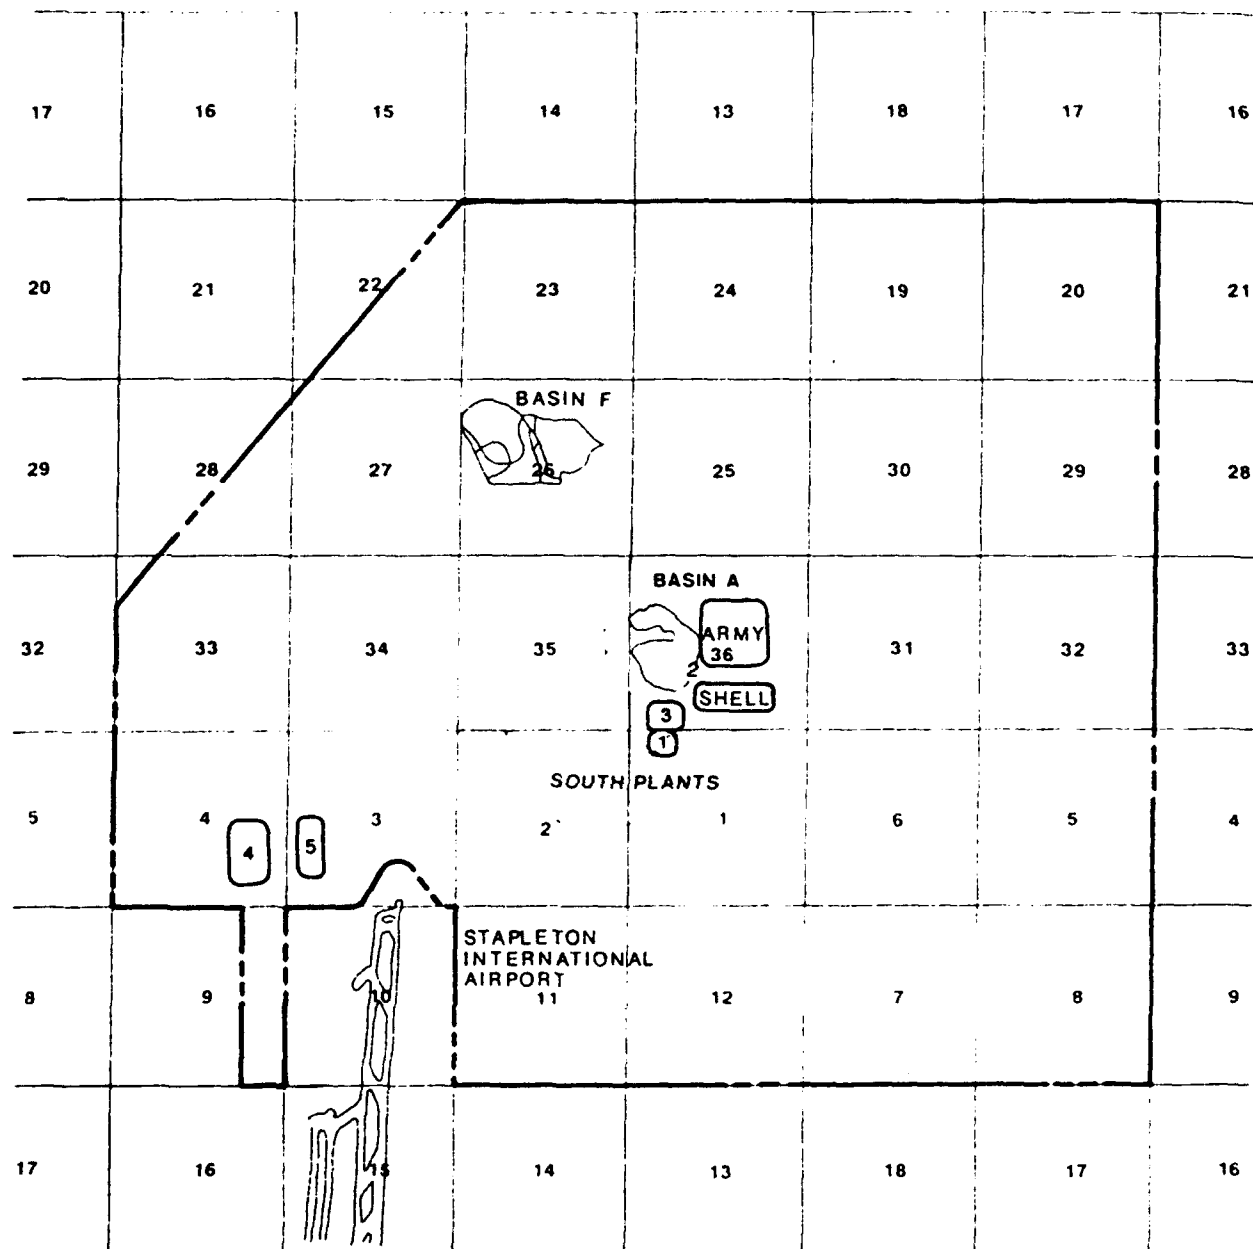 17 16 15 14 13 18 17 16
20 21 22 23 24 19 20 21
BASIN F
29 28 27 26 25 30 29 28
BASIN A
ARMY
32 33 34 35 36 31 32 33
2
SHELL
3
1
SOUTH PLANTS
5 4 3 2 1 6 5 4
4 5
STAPLETON
INTERNATIONAL
AIRPORT
8 9 10 11 12 7 8 9
17 16 15 14 13 18 17 16